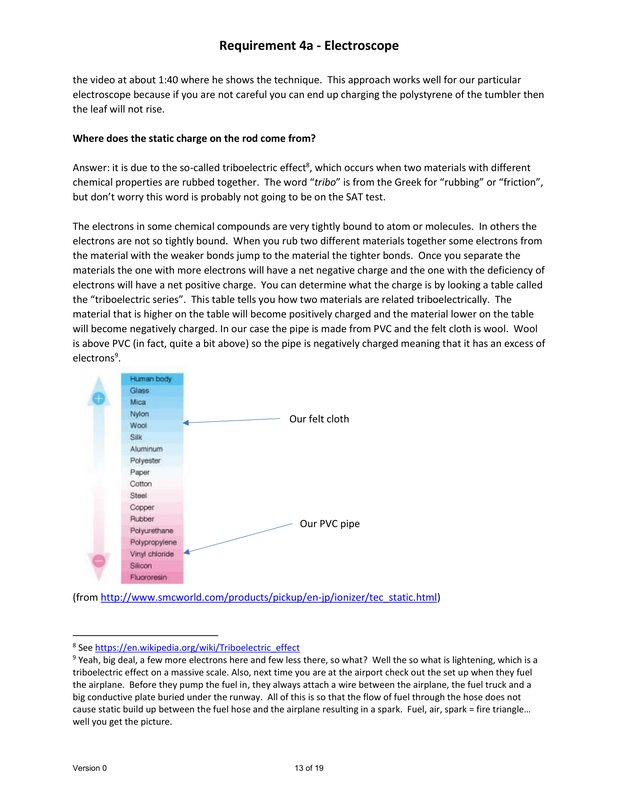 Requirement 4a - Electroscope
the video at about 1:40 where he shows the technique.  This approach works well for our particular
electroscope because if you are not careful you can end up charging the polystyrene of the tumbler then
the leaf will not rise.
Where does the static charge on the rod come from?
Answer: it is due to the so-called triboelectric effect8, which occurs when two materials with different
chemical properties are rubbed together.  The word “tribo” is from the Greek for “rubbing” or “friction”,
but don’t worry this word is probably not going to be on the SAT test.
The electrons in some chemical compounds are very tightly bound to atom or molecules.  In others the
electrons are not so tightly bound.  When you rub two different materials together some electrons from
the material with the weaker bonds jump to the material the tighter bonds.  Once you separate the
materials the one with more electrons will have a net negative charge and the one with the deficiency of
electrons will have a net positive charge.  You can determine what the charge is by looking a table called
the “triboelectric series”.  This table tells you how two materials are related triboelectrically.  The
material that is higher on the table will become positively charged and the material lower on the table
will become negatively charged. In our case the pipe is made from PVC and the felt cloth is wool.  Wool
is above PVC (in fact, quite a bit above) so the pipe is negatively charged meaning that it has an excess of
electrons9.
+
Human body
Glass
Mica
Nylon
Wool
Silk
Aluminum
Polyester
Paper
Cotton
Steel
Copper
Rubber
Polyurethane
Polypropylene
Vinyl chloride
Silicon
Fluororesin
−
Our felt cloth
Our PVC pipe
(from http://www.smcworld.com/products/pickup/en-jp/ionizer/tec_static.html)
8 See https://en.wikipedia.org/wiki/Triboelectric_effect
9 Yeah, big deal, a few more electrons here and few less there, so what?  Well the so what is lightening, which is a
triboelectric effect on a massive scale. Also, next time you are at the airport check out the set up when they fuel
the airplane.  Before they pump the fuel in, they always attach a wire between the airplane, the fuel truck and a
big conductive plate buried under the runway.  All of this is so that the flow of fuel through the hose does not
cause static build up between the fuel hose and the airplane resulting in a spark.  Fuel, air, spark = fire triangle…
well you get the picture.
Version 0
13 of 19